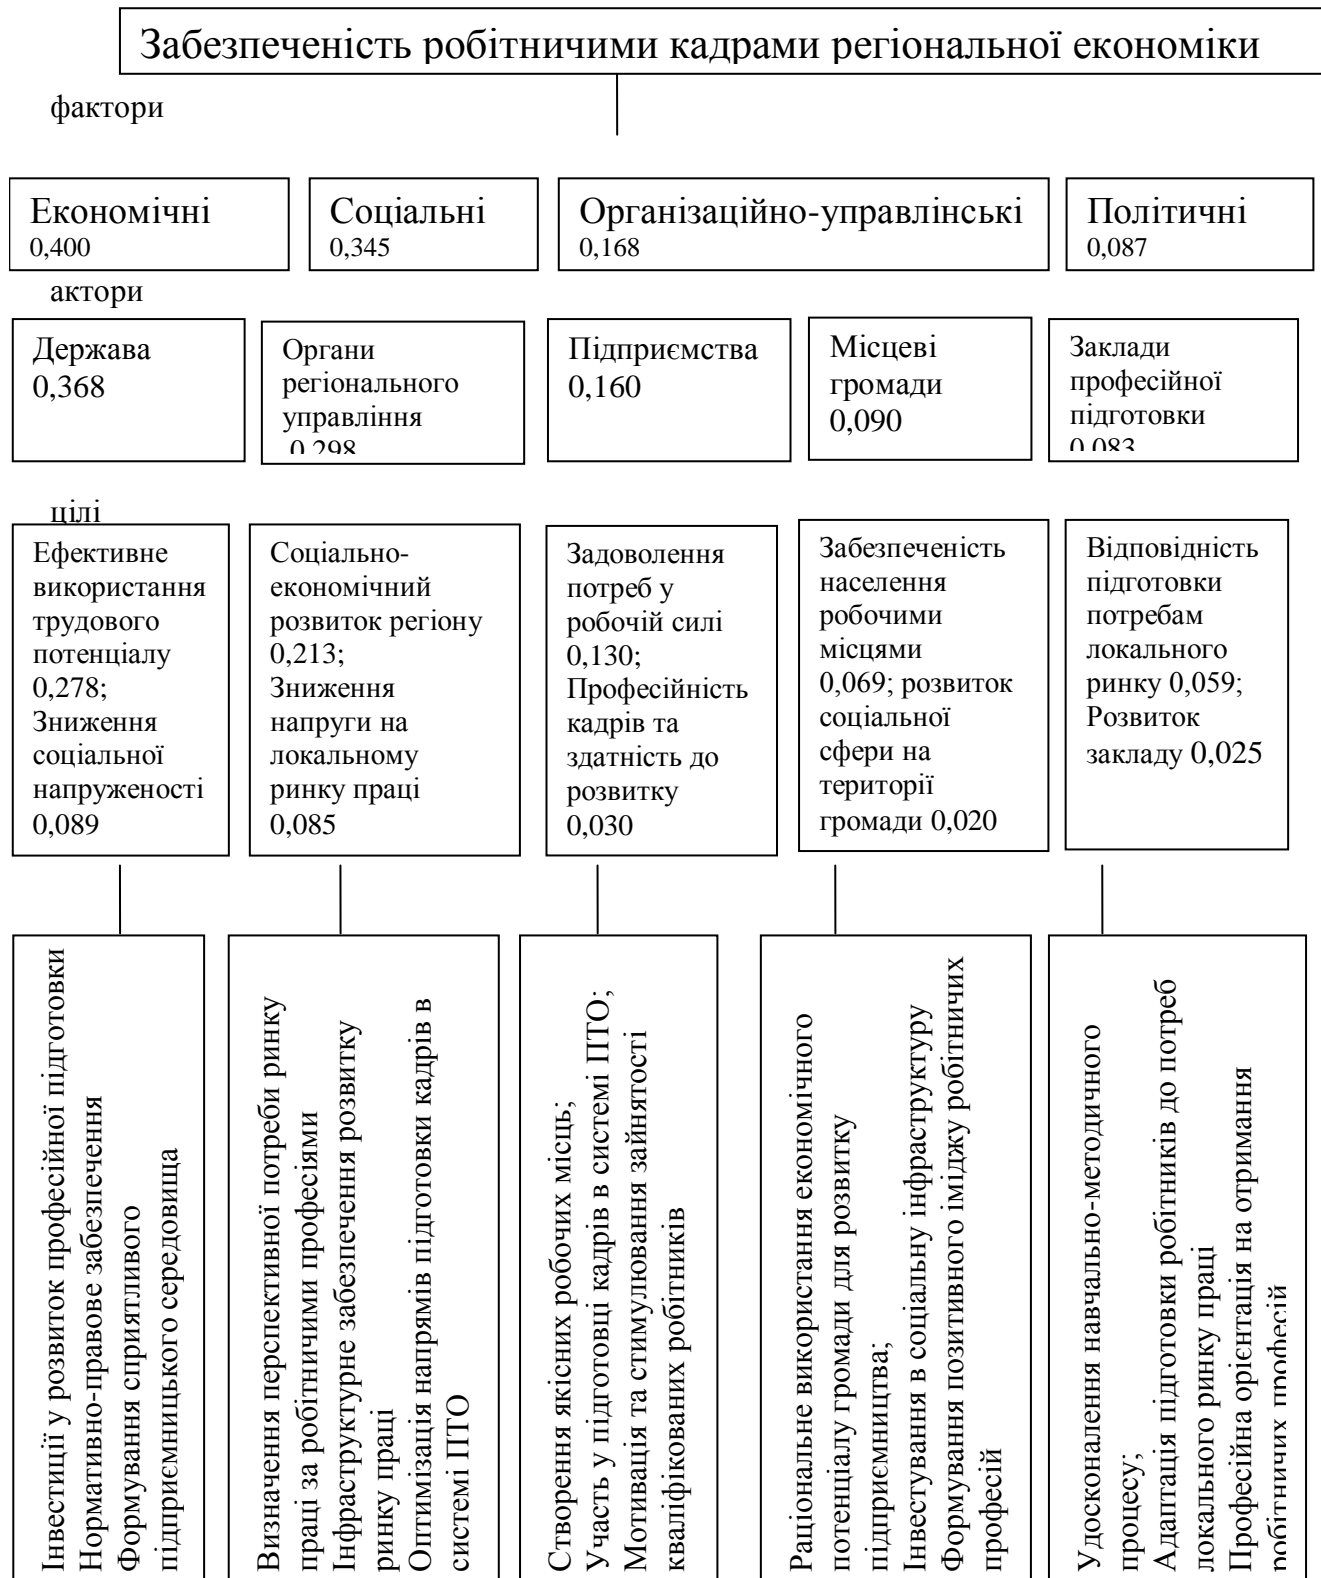 Забезпеченість робітничими кадрами регіональної економіки
фактори
Економічні
0,400
Соціальні
0,345
Організаційно-управлінські
0,168
Політичні
0,087
актори
Держава
0,368
Органи
регіонального
управління
0,298
Підприємства
0,160
Місцеві
громади
0,090
Заклади
професійної
підготовки
0,083
цілі
Ефективне
використання
трудового
потенціалу
0,278;
Зниження
соціальної
напруженості
0,089
Соціально-
економічний
розвиток регіону
0,213;
Зниження
напруги на
локальному
ринку праці
0,085
Задоволення
потреб у
робочій силі
0,130;
Професійність
кадрів та
здатність до
розвитку
0,030
Забезпеченість
населення
робочими
місцями
0,069; розвиток
соціальної
сфери на
території
громади 0,020
Відповідність
підготовки
потребам
локального
ринку 0,059;
Розвиток
закладу 0,025
Інвестиції у розвиток професійної підготовки
Нормативно-правове забезпечення
Формування сприятливого
підприємницького середовища
Визначення перспективної потреби ринку
праці за робітничими професіями
Інфраструктурне забезпечення розвитку
ринку праці
Оптимізація напрямів підготовки кадрів в
системі ПТО
Створення якісних робочих місць;
Участь у підготовці кадрів в системі ПТО;
Мотивація та стимулювання зайнятості
кваліфікованих робітників
Раціональне використання економічного
потенціалу громади для розвитку
підприємництва;
Інвестування в соціальну інфраструктуру
Формування позитивного іміджу робітничих
професій
Удосконалення навчально-методичного
процесу;
Адаптація підготовки робітників до потреб
локального ринку праці
Професійна орієнтація на отримання
робітничих професій